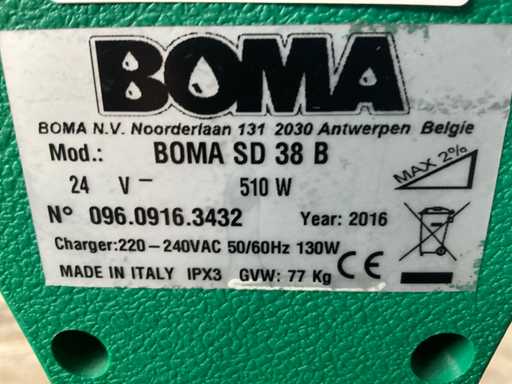 BOMA
BOMA N.V. Noorderlaan 131 2030 Antwerpen Belgie
Mod.: BOMA SD 38 B
24 V⎓ 510 W
MAX 2%
N° 096.0916.3432 Year: 2016
Charger:220-240VAC 50/60Hz 130W
MADE IN ITALY IPX3 GVW: 77 Kg CE